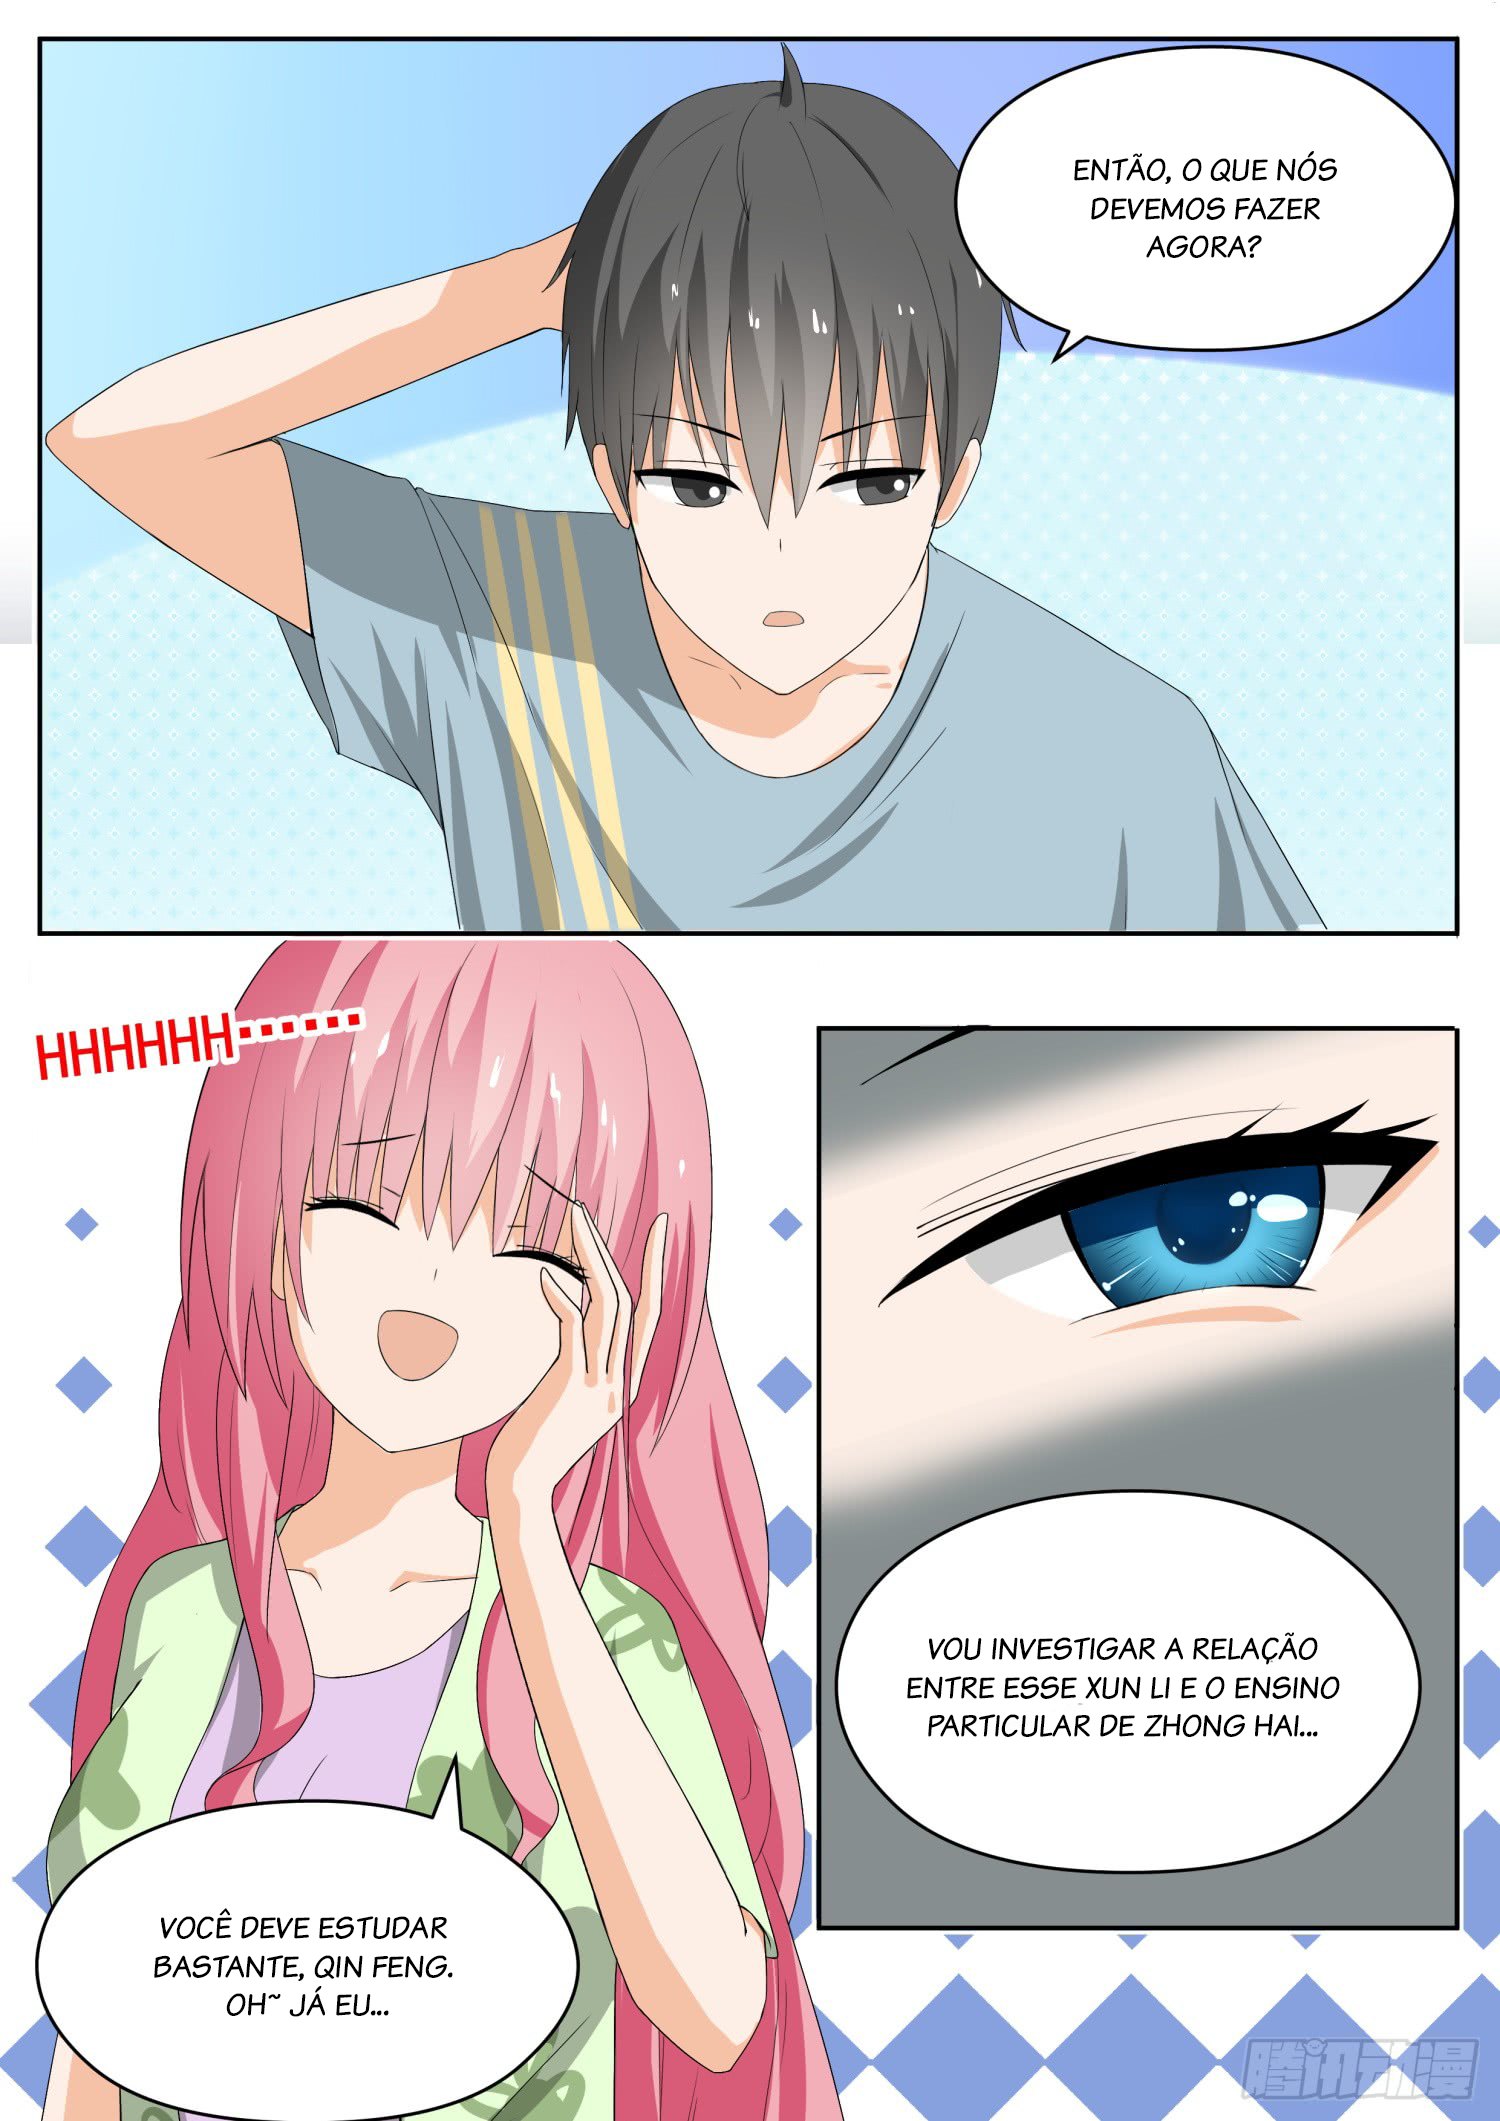 ENTÃO, O QUE NÓS
DEVEMOS FAZER
AGORA?
HHHHHH······
VOCÊ DEVE ESTUDAR
BASTANTE, QIN FENG.
OH~ JÁ EU...
VOU INVESTIGAR A RELAÇÃO
ENTRE ESSE XUN LI E O ENSINO
PARTICULAR DE ZHONG HAI...
腾讯动漫